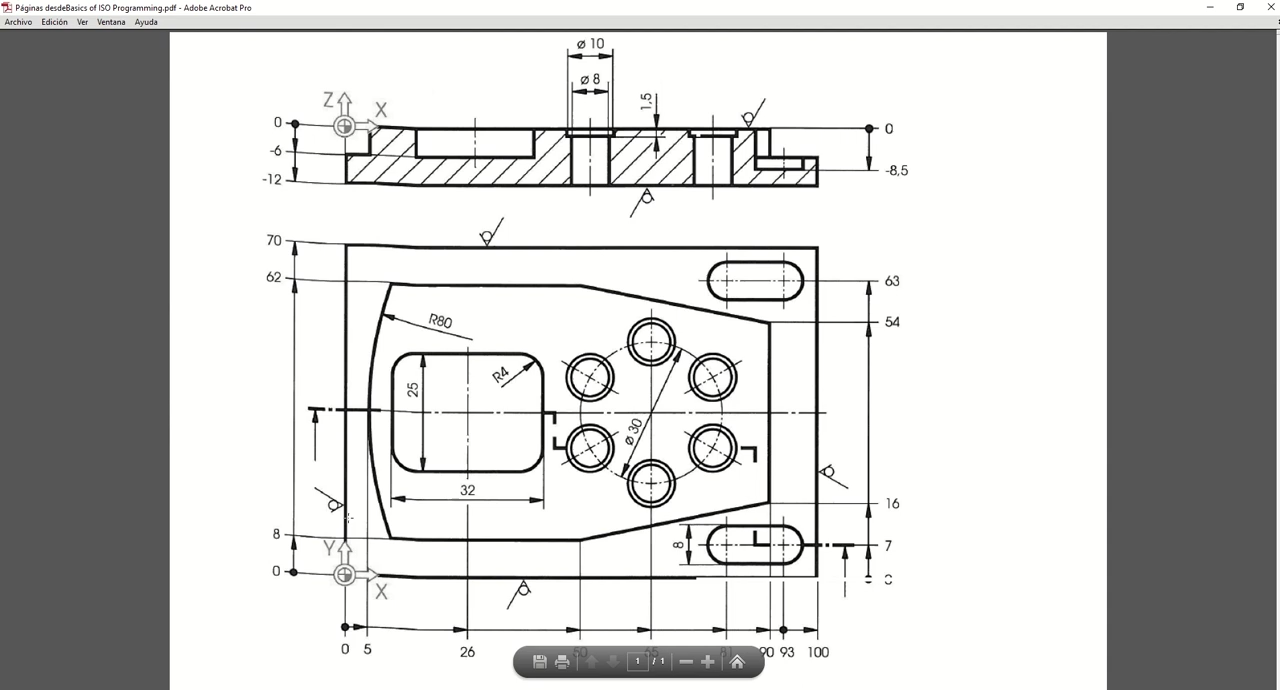 Páginas desdeBasics of ISO Programming.pdf - Adobe Acrobat Pro
Archivo Edición Ver Ventana Ayuda
ø 10
ø 8
1,5
Z
X
0
0
-6
-8,5
-12
70
62
63
54
R80
R4
25
ø 30
32
16
8
8
7
Y
0
X
0 5 26 65 90 93 100
1 / 1